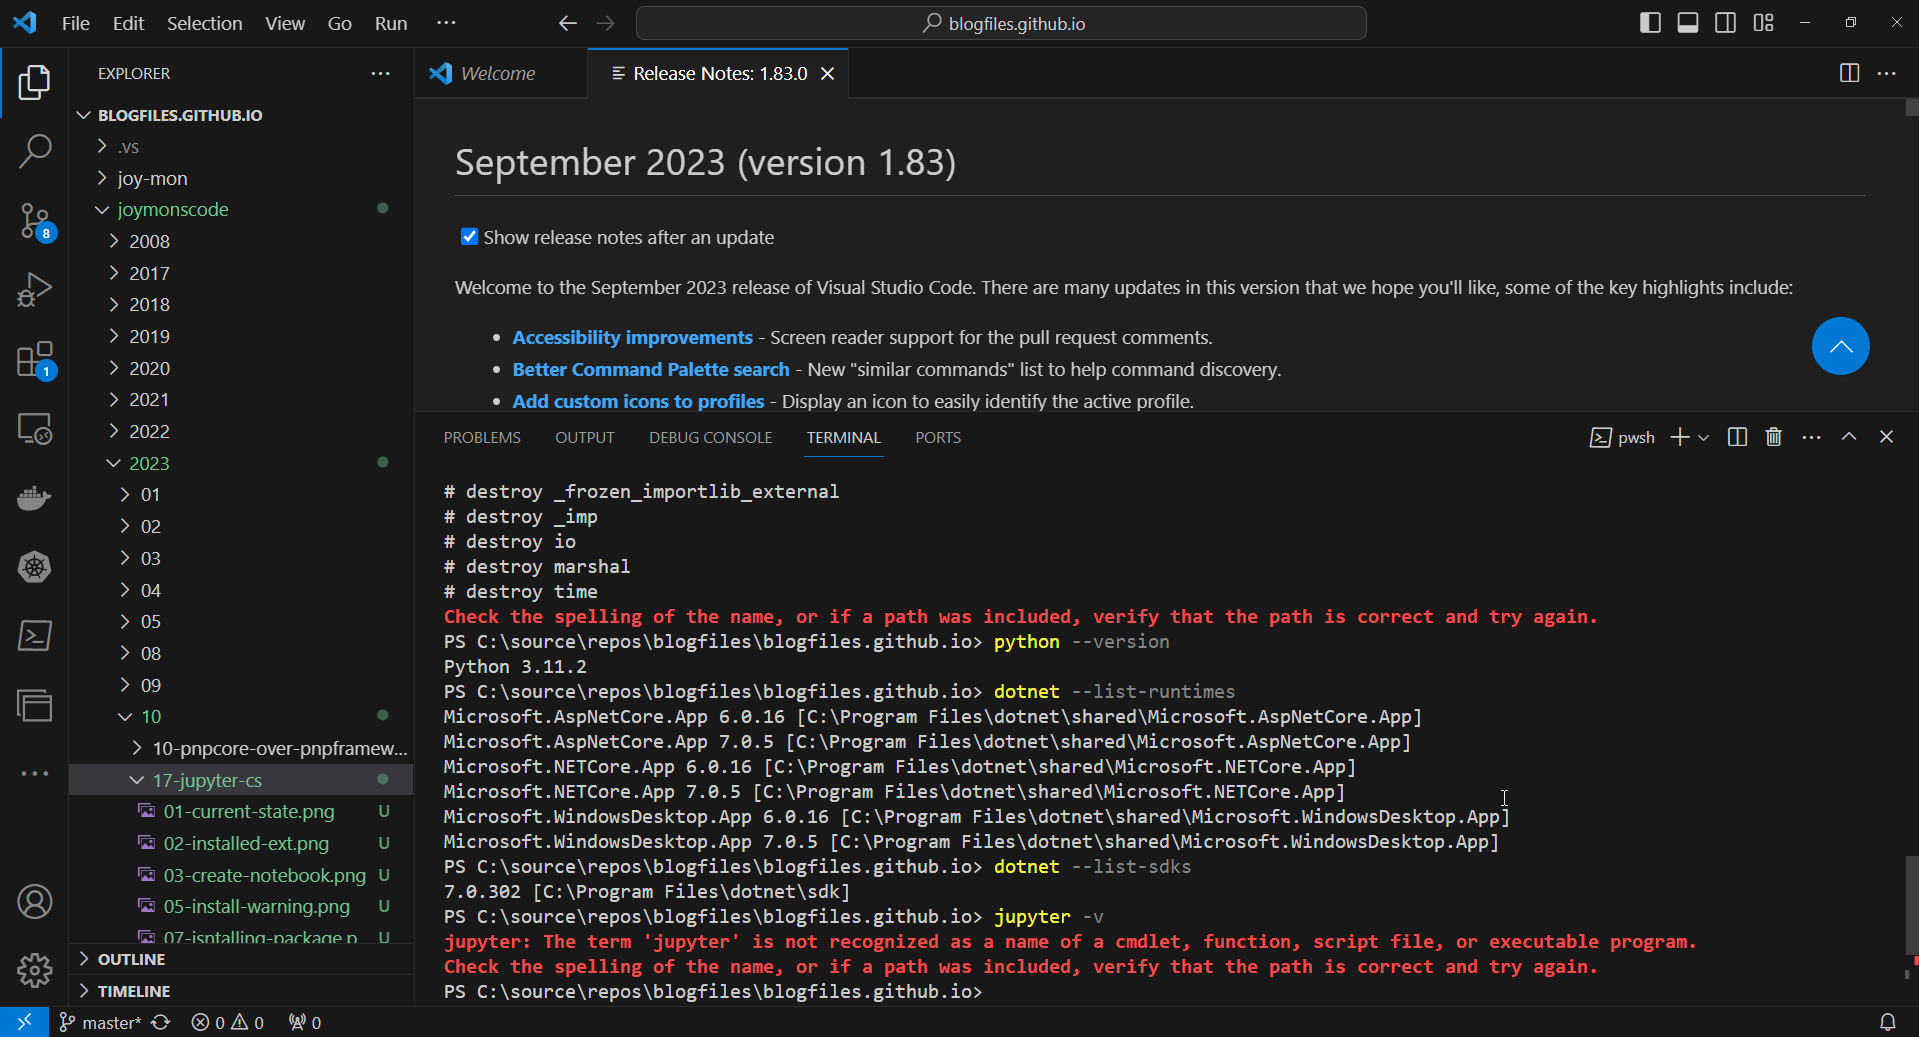 File Edit Selection View Go Run ···
blogfiles.github.io
EXPLORER
BLOGFILES.GITHUB.IO
.vs
joy-mon
joymonscode
2008
2017
2018
2019
2020
2021
2022
2023
01
02
03
04
05
08
09
10
10-pnpcore-over-pnpframew...
17-jupyter-cs
01-current-state.png U
02-installed-ext.png U
03-create-notebook.png U
05-install-warning.png U
07-isntalling-package.p U
OUTLINE
TIMELINE
8
1
Welcome
Release Notes: 1.83.0
September 2023 (version 1.83)
Show release notes after an update
Welcome to the September 2023 release of Visual Studio Code. There are many updates in this version that we hope you'll like, some of the key highlights include:
• Accessibility improvements - Screen reader support for the pull request comments.
• Better Command Palette search - New "similar commands" list to help command discovery.
• Add custom icons to profiles - Display an icon to easily identify the active profile.
PROBLEMS OUTPUT DEBUG CONSOLE TERMINAL PORTS
pwsh
# destroy _frozen_importlib_external
# destroy _imp
# destroy io
# destroy marshal
# destroy time
Check the spelling of the name, or if a path was included, verify that the path is correct and try again.
PS C:\source\repos\blogfiles\blogfiles.github.io> python --version
Python 3.11.2
PS C:\source\repos\blogfiles\blogfiles.github.io> dotnet --list-runtimes
Microsoft.AspNetCore.App 6.0.16 [C:\Program Files\dotnet\shared\Microsoft.AspNetCore.App]
Microsoft.AspNetCore.App 7.0.5 [C:\Program Files\dotnet\shared\Microsoft.AspNetCore.App]
Microsoft.NETCore.App 6.0.16 [C:\Program Files\dotnet\shared\Microsoft.NETCore.App]
Microsoft.NETCore.App 7.0.5 [C:\Program Files\dotnet\shared\Microsoft.NETCore.App]
Microsoft.WindowsDesktop.App 6.0.16 [C:\Program Files\dotnet\shared\Microsoft.WindowsDesktop.App]
Microsoft.WindowsDesktop.App 7.0.5 [C:\Program Files\dotnet\shared\Microsoft.WindowsDesktop.App]
PS C:\source\repos\blogfiles\blogfiles.github.io> dotnet --list-sdks
7.0.302 [C:\Program Files\dotnet\sdk]
PS C:\source\repos\blogfiles\blogfiles.github.io> jupyter -v
jupyter: The term 'jupyter' is not recognized as a name of a cmdlet, function, script file, or executable program.
Check the spelling of the name, or if a path was included, verify that the path is correct and try again.
PS C:\source\repos\blogfiles\blogfiles.github.io>
master* 0 0 0